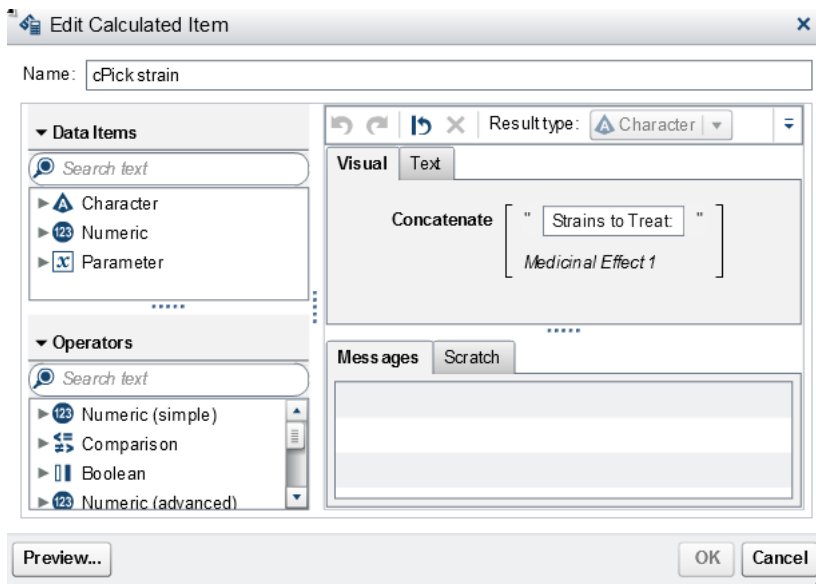 Edit Calculated Item
Name: cPick strain
Data Items
Search text
Character
Numeric
Parameter
Operators
Search text
Numeric (simple)
Comparison
Boolean
Numeric (advanced)
Result type: Character
Visual Text
Concatenate " Strains to Treat: "
Medicinal Effect 1
Messages Scratch
Preview... OK Cancel